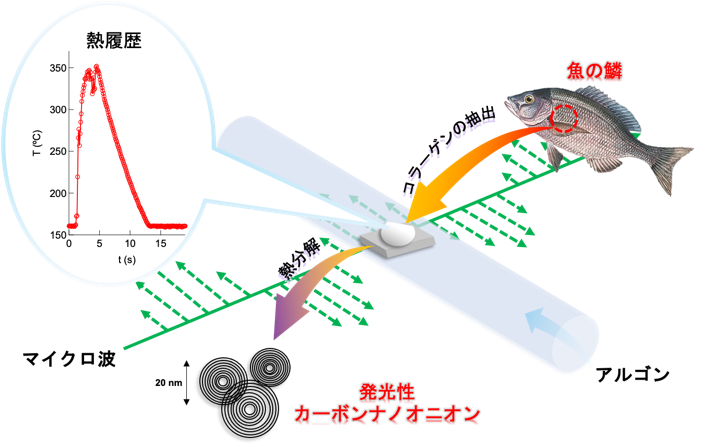 熱履歴
T (ºC)
350
300
250
200
150
0
5
10
15
t (s)
魚の鱗
コラーゲンの抽出
熱分解
マイクロ波
アルゴン
20 nm
発光性
カーボンナノオニオン